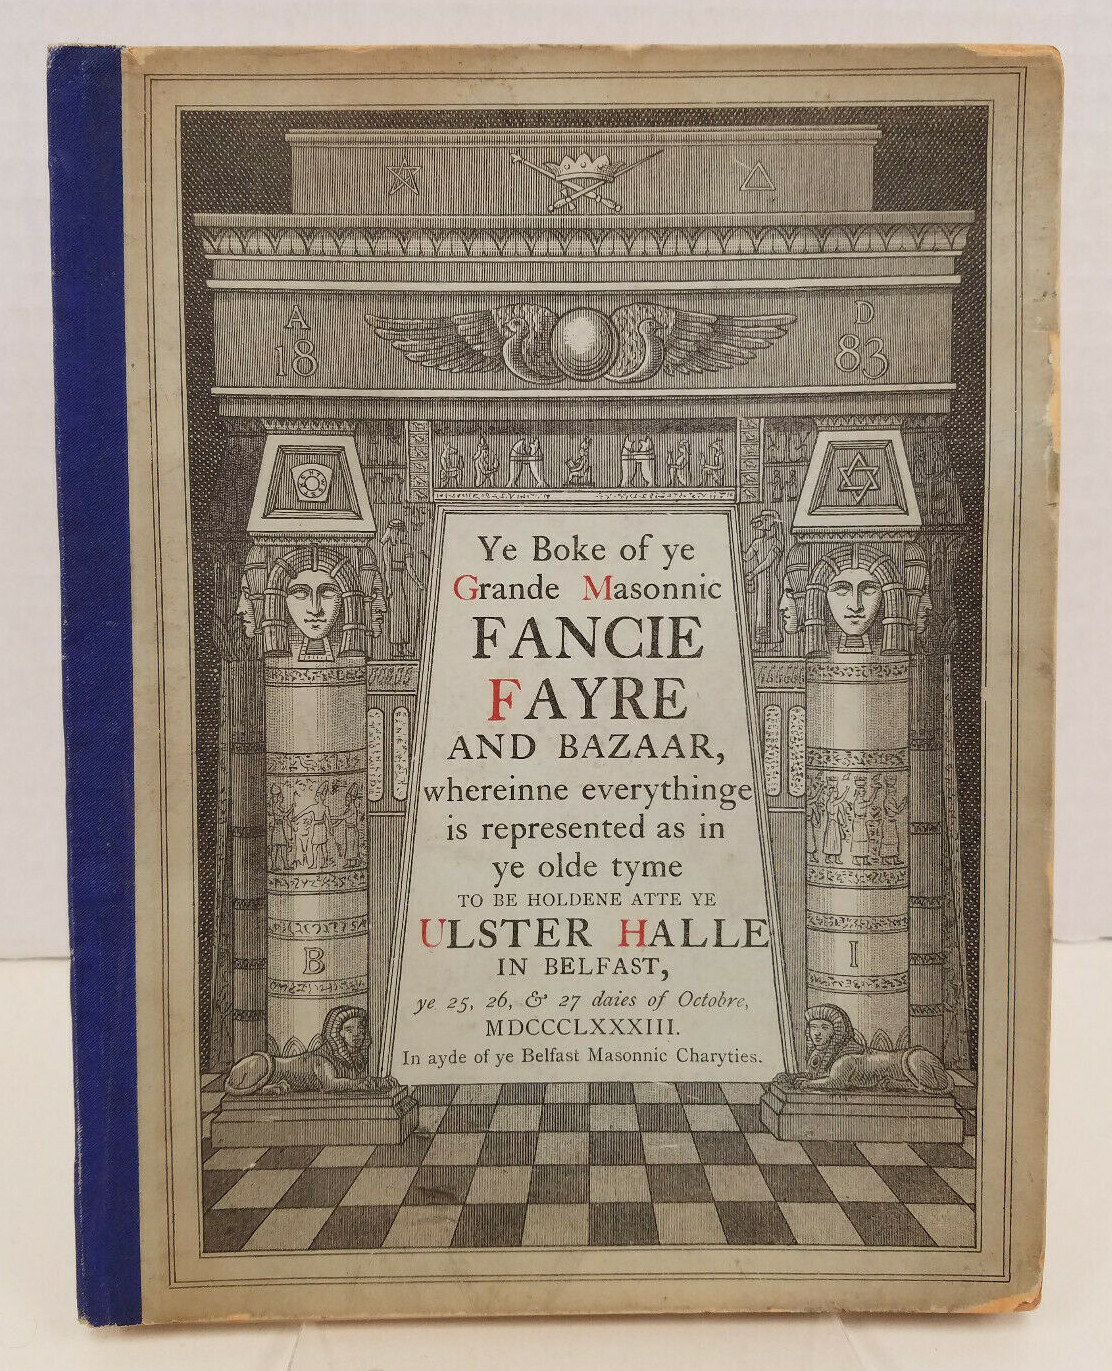 A D
18 83
Ye Boke of ye
Grande Masonnic
FANCIE
FAYRE
AND BAZAAR,
whereinne everythinge
is represented as in
ye olde tyme
TO BE HOLDENE ATTE YE
ULSTER HALLE
IN BELFAST,
ye 25, 26, & 27 daies of Octobre,
MDCCCLXXXIII.
In ayde of ye Belfast Masonnic Charyties.
B I